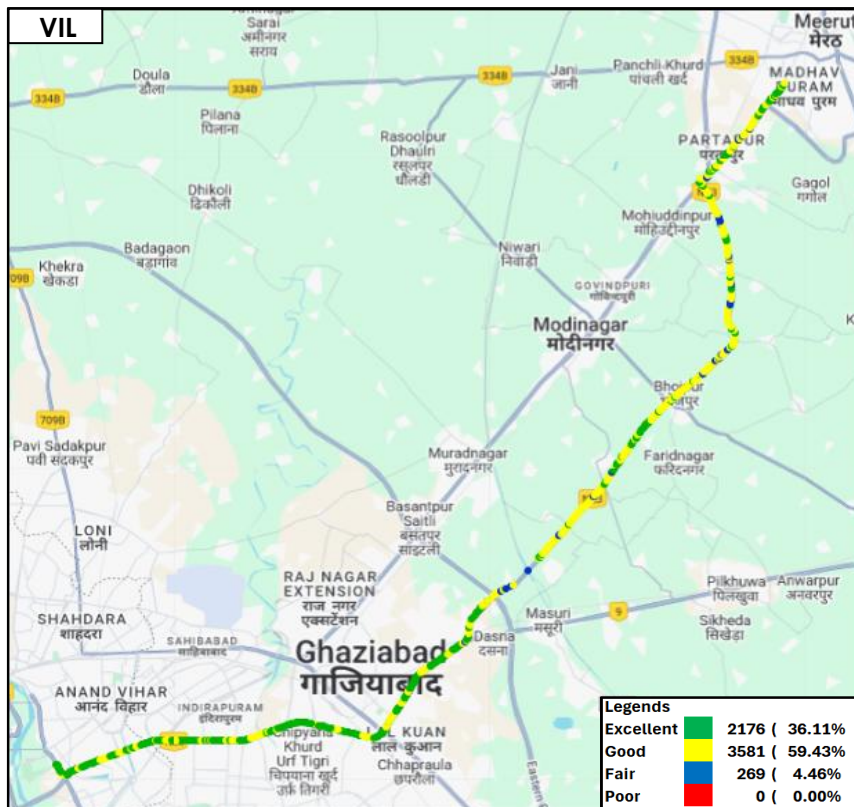 VIL
Sarai
अमीनगर
सराय
Meerut
मेरठ
Doula
डौला
334B
334B
334B
334B
Jani
जानी
Panchli Khurd
पांचली खुर्द
MADHAV
PURAM
माधव पुरम
Pilana
पिलाना
Rasoolpur
Dhaulri
रसूलपुर
धौलडी
PARTAPUR
परतापुर
Dhikoli
ढिकौली
Gagol
गगोल
Mohiuddinpur
मोहिउद्दीनपुर
Badagaon
बड़ागांव
Niwari
निवाड़ी
Khekra
खेकडा
709B
GOVINDPURI
गोबिन्दपुरी
Modinagar
मोदीनगर
Bhojpur
भोजपुर
709B
Pavi Sadakpur
पवी सदकपुर
Muradnagar
मुरादनगर
Faridnagar
फरिदनगर
Basantpur
Saitli
बसंतपुर
साइटली
LONI
लोनी
RAJ NAGAR
EXTENSION
राज नगर
एक्सटेंशन
Pilkhuwa
पिलखुवा
Anwarpur
अनवरपुर
Masuri
मसूरी
9
Sikheda
सिखेड़ा
SHAHDARA
शाहदरा
SAHIBABAD
साहिबाबाद
Dasna
दसना
Ghaziabad
गाजियाबाद
ANAND VIHAR
आनंद विहार
INDIRAPURAM
इंदिरापुरम
Chipyana
Khurd
Urf Tigri
चिपयाना खुर्द
उर्फ़ तिगरी
LAL KUAN
लाल कुआन
Chhapraula
छपरौला
Eastern
Legends
Excellent 2176 ( 36.11%
Good 3581 ( 59.43%
Fair 269 ( 4.46%
Poor 0 ( 0.00%